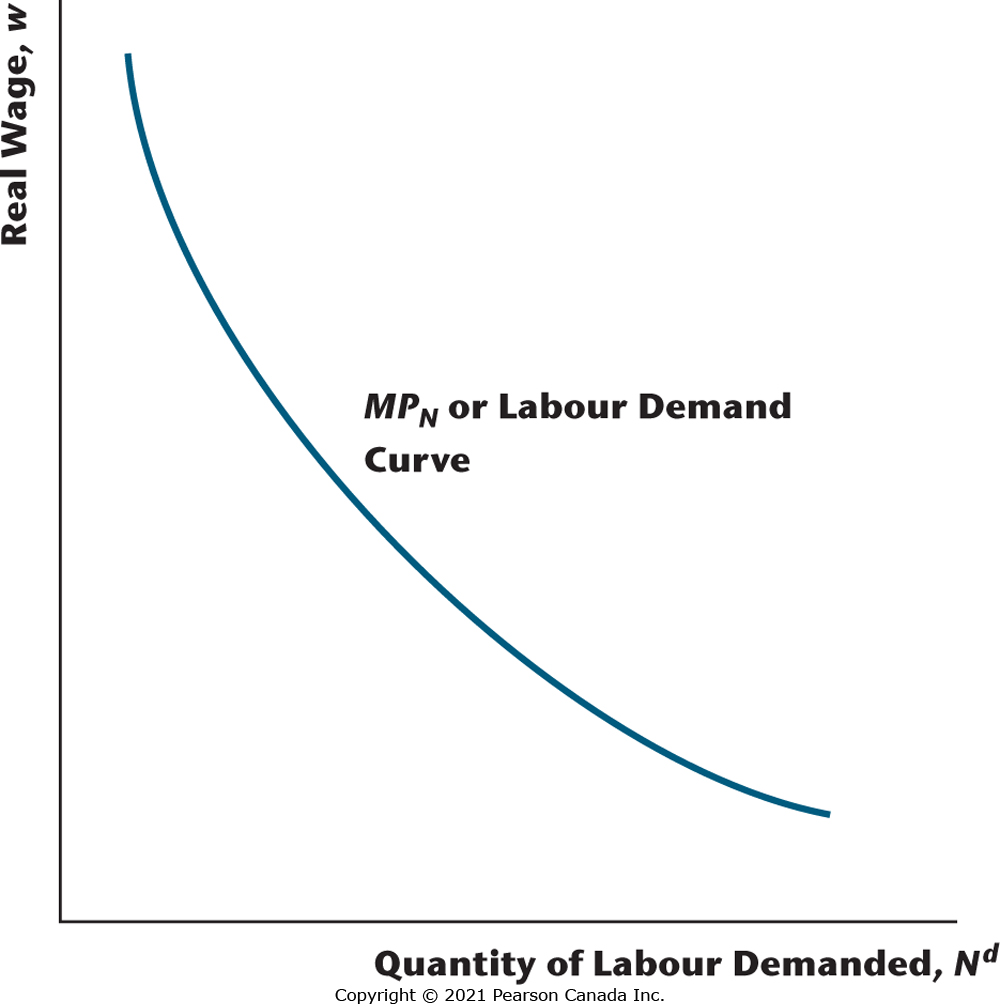 Real Wage, w
MPN or Labour Demand
Curve
Quantity of Labour Demanded, Nd
Copyright © 2021 Pearson Canada Inc.